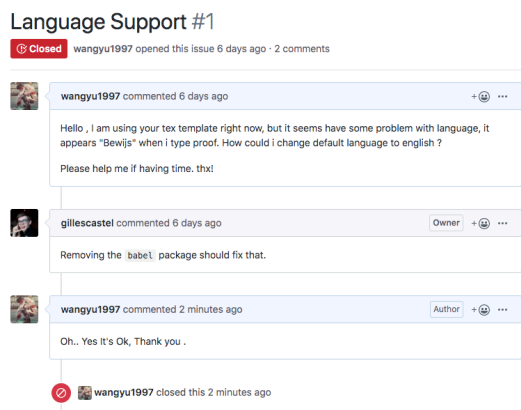 Language Support #1
Closed wangyu1997 opened this issue 6 days ago · 2 comments
wangyu1997 commented 6 days ago
Hello , I am using your tex template right now, but it seems have some problem with language, it
appears "Bewijs" when i type proof. How could i change default language to english ?
Please help me if having time. thx!
gillescastel commented 6 days ago Owner
Removing the babel package should fix that.
wangyu1997 commented 2 minutes ago Author
Oh.. Yes It's Ok, Thank you .
wangyu1997 closed this 2 minutes ago